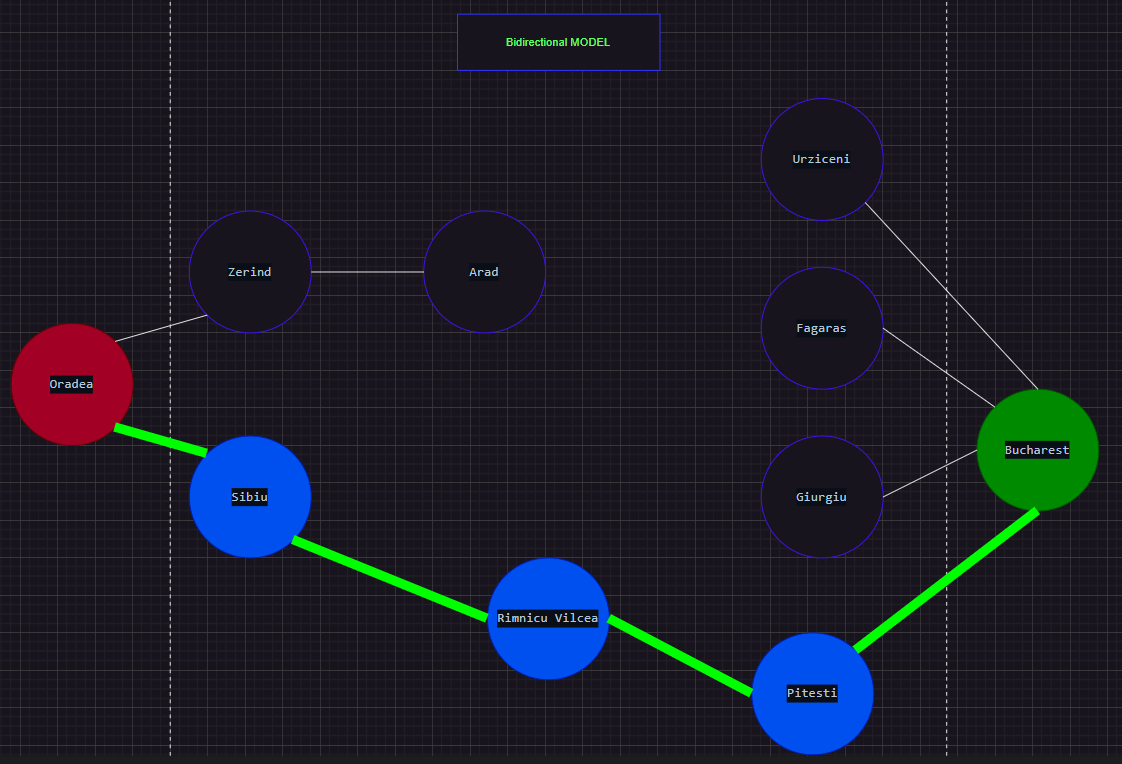 Bidirectional MODEL
Urziceni
Zerind
Arad
Fagaras
Oradea
Bucharest
Sibiu
Giurgiu
Rimnicu Vilcea
Pitesti